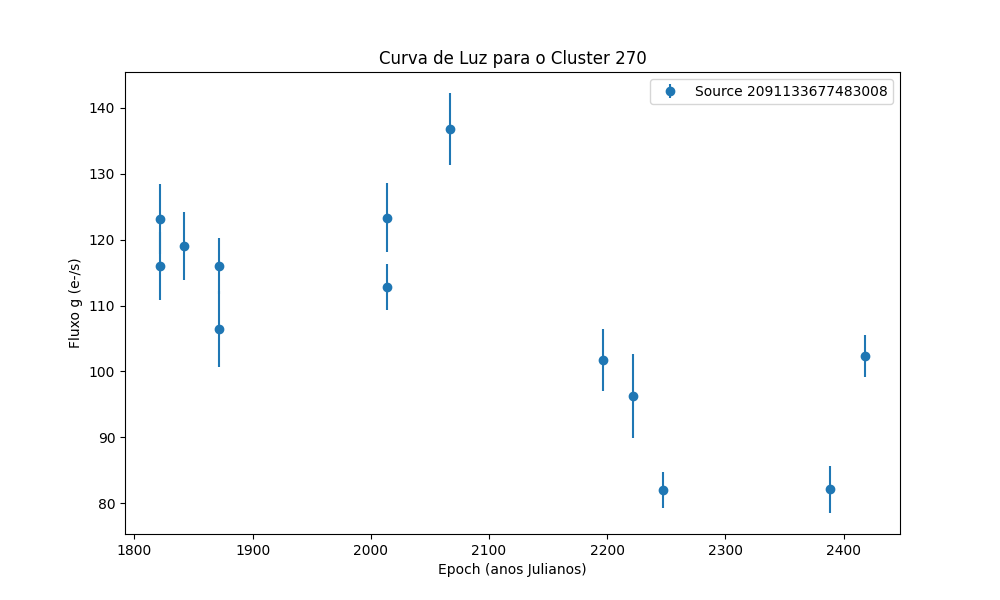 Curva de Luz para o Cluster 270
Source 2091133677483008
Fluxo g (e-/s)
140
130
120
110
100
90
80
1800 1900 2000 2100 2200 2300 2400
Epoch (anos Julianos)